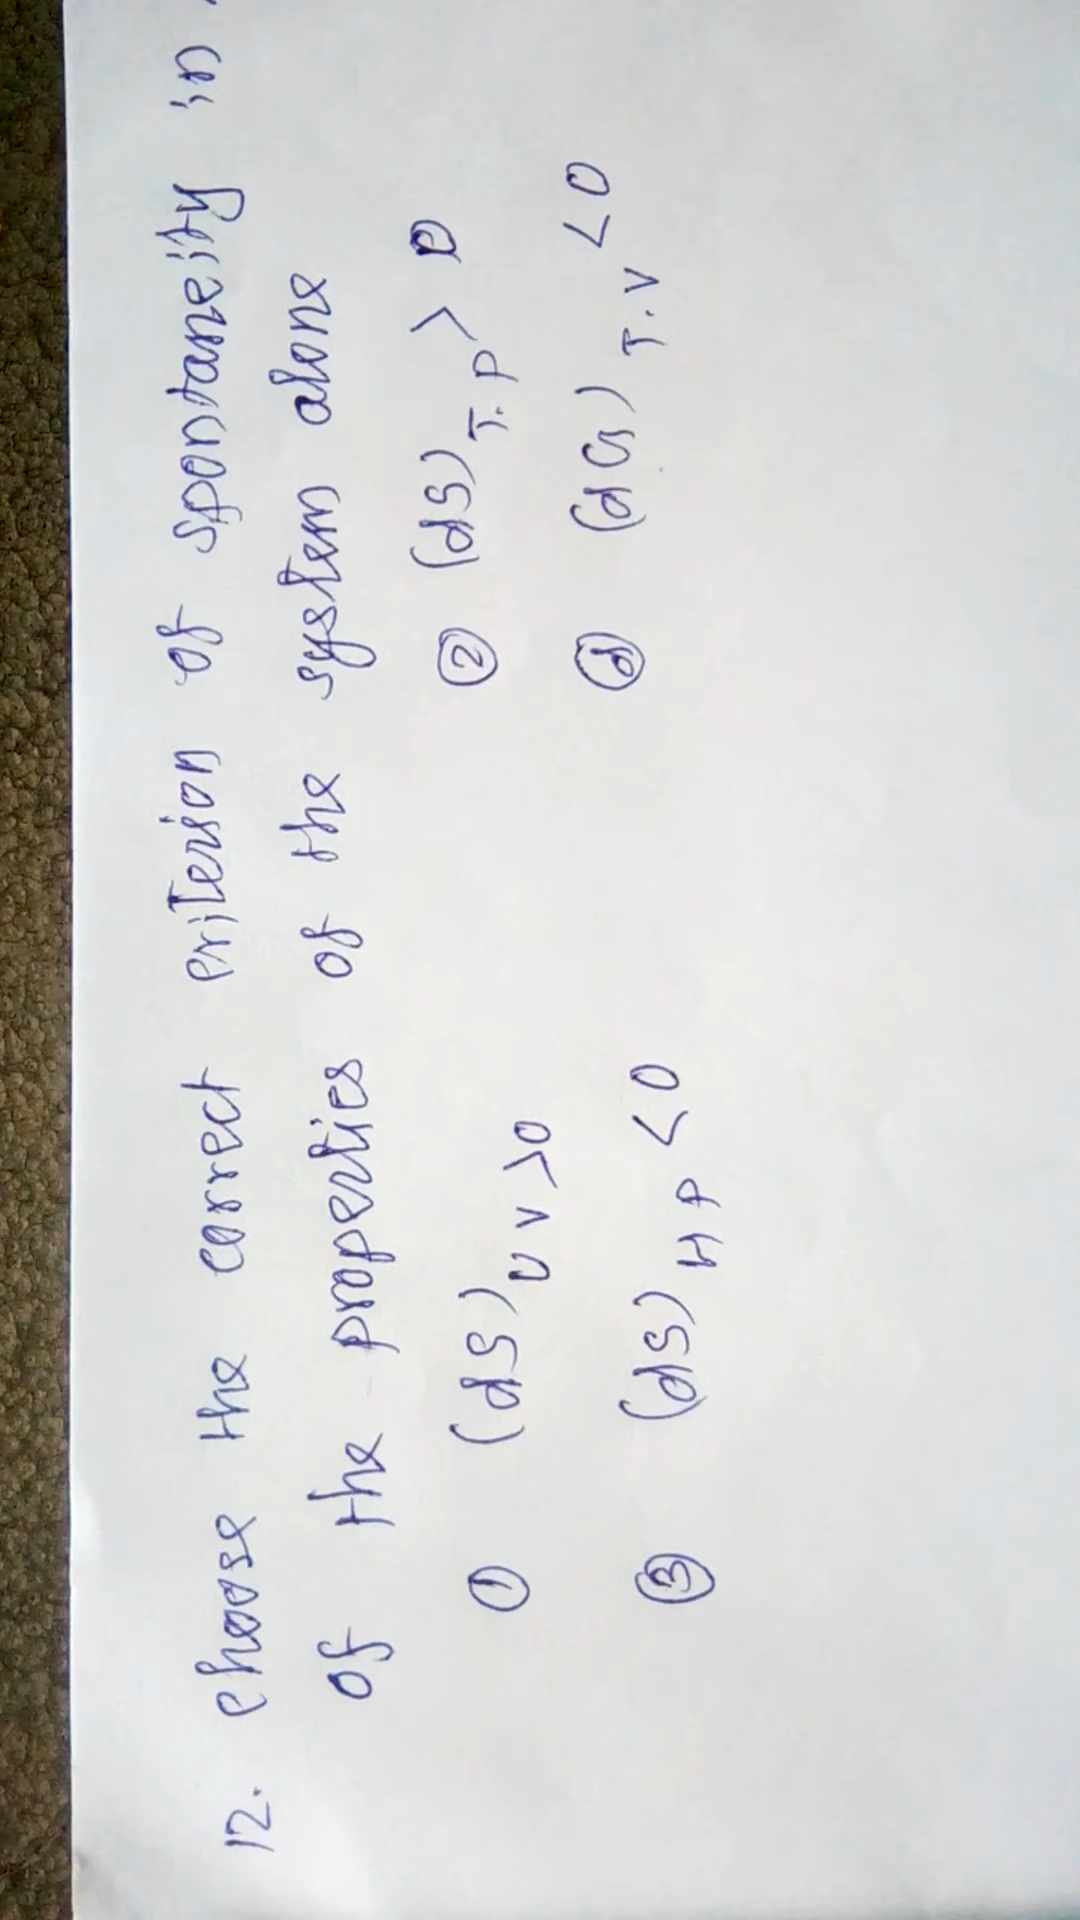 12. choose the correct criterion of spontaneity in
of the properties of the system alone
① (dS) U V >0 ② (dS) T.P > 0
③ (dS) H P <0 ④ (dG) T.V <0